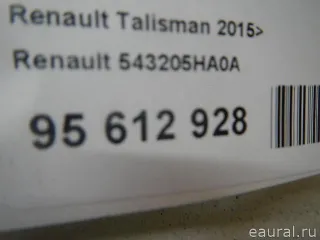 Renault Talisman 2015>
Renault 543205HA0A
95 612 928
eaural.ru